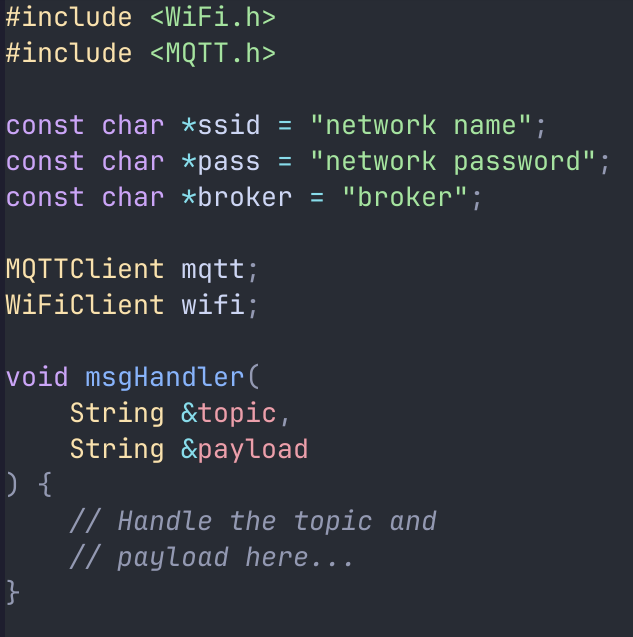 #include <WiFi.h>
#include <MQTT.h>
const char *ssid = "network name";
const char *pass = "network password";
const char *broker = "broker";
MQTTClient mqtt;
WiFiClient wifi;
void msgHandler(
    String &topic,
    String &payload
) {
    // Handle the topic and
    // payload here...
}